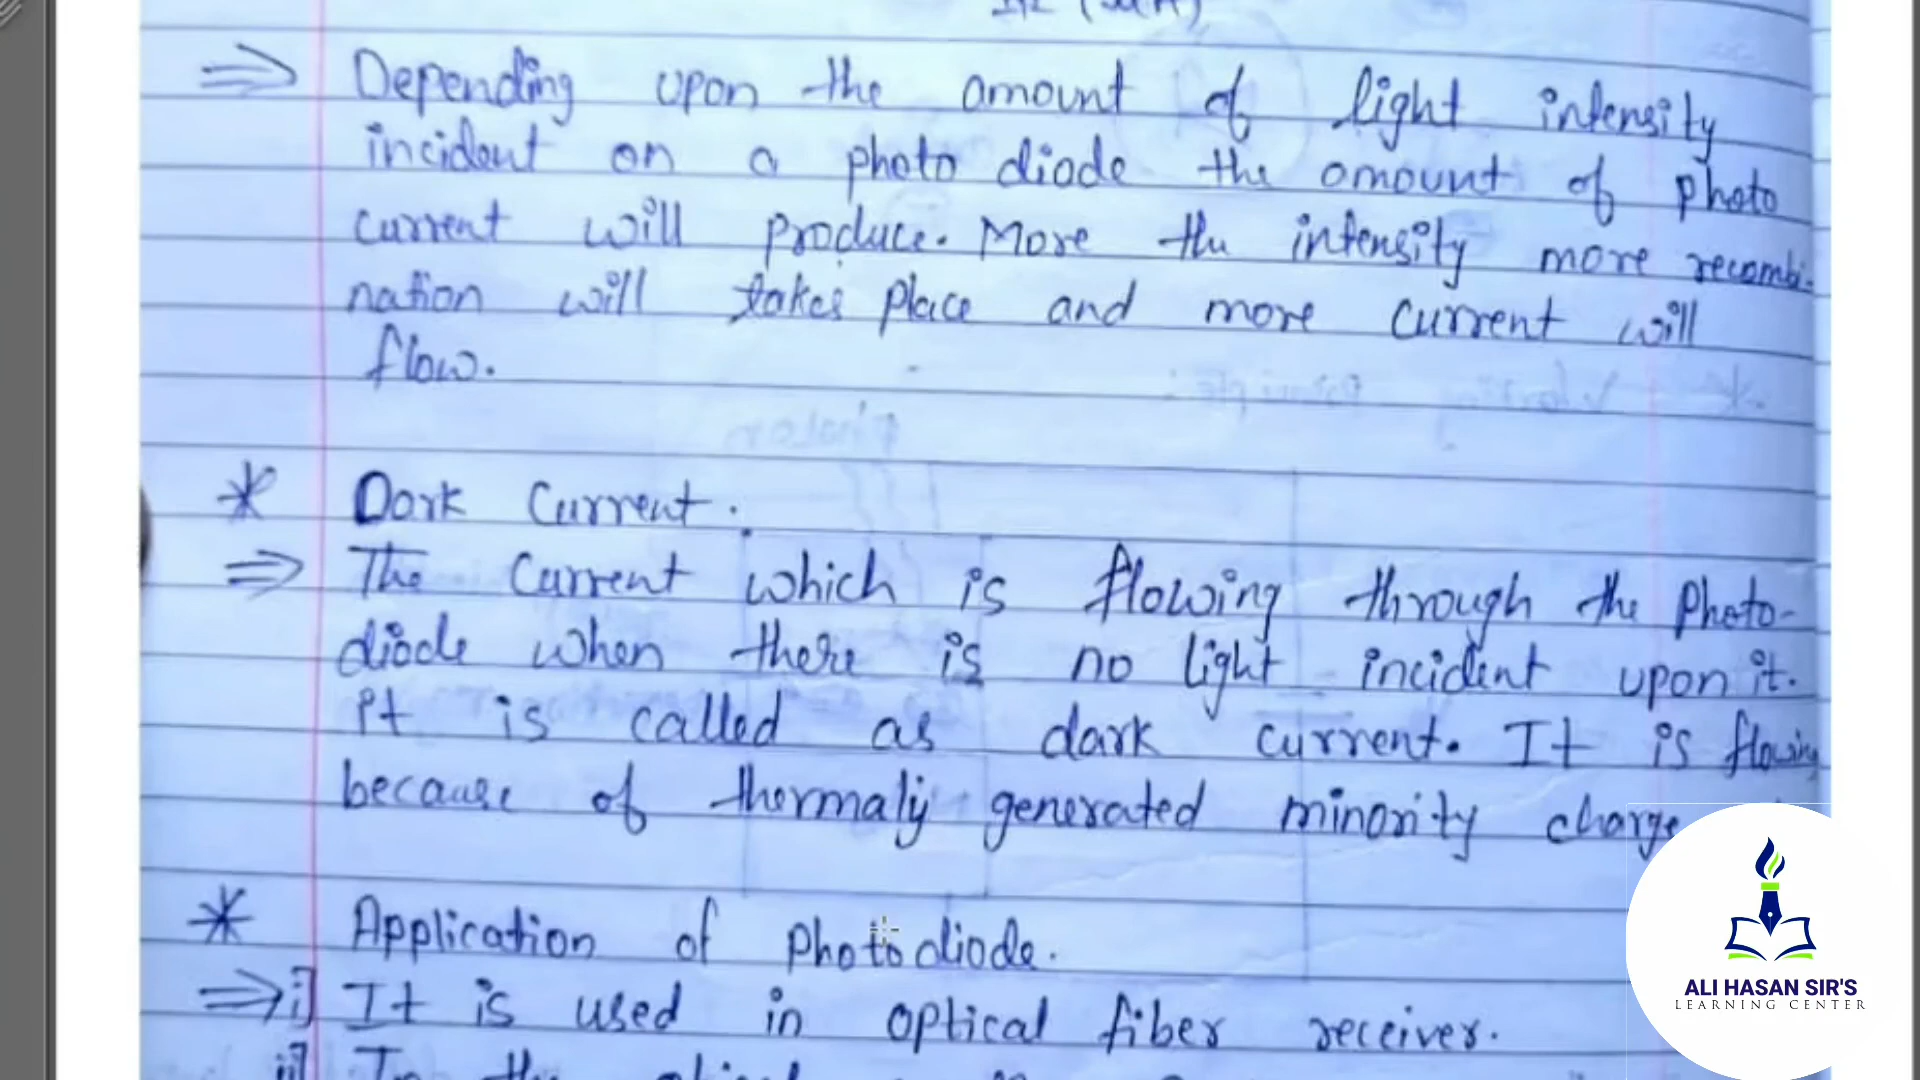 ⇒ Depending upon the amount of light intensity
incident on a photo diode the amount of photo
current will produce. More the intensity more recombi-
nation will takes place and more current will
flow.
* Dark Current.
⇒ The Current which is flowing through the Photo-
diode when there is no light incident upon it.
it is called as dark current. It is flowing
because of thermaly generated minority charge
* Application of photodiode.
⇒ i] It is used in optical fiber receiver.
ii] In the
ALI HASAN SIR'S
LEARNING CENTER